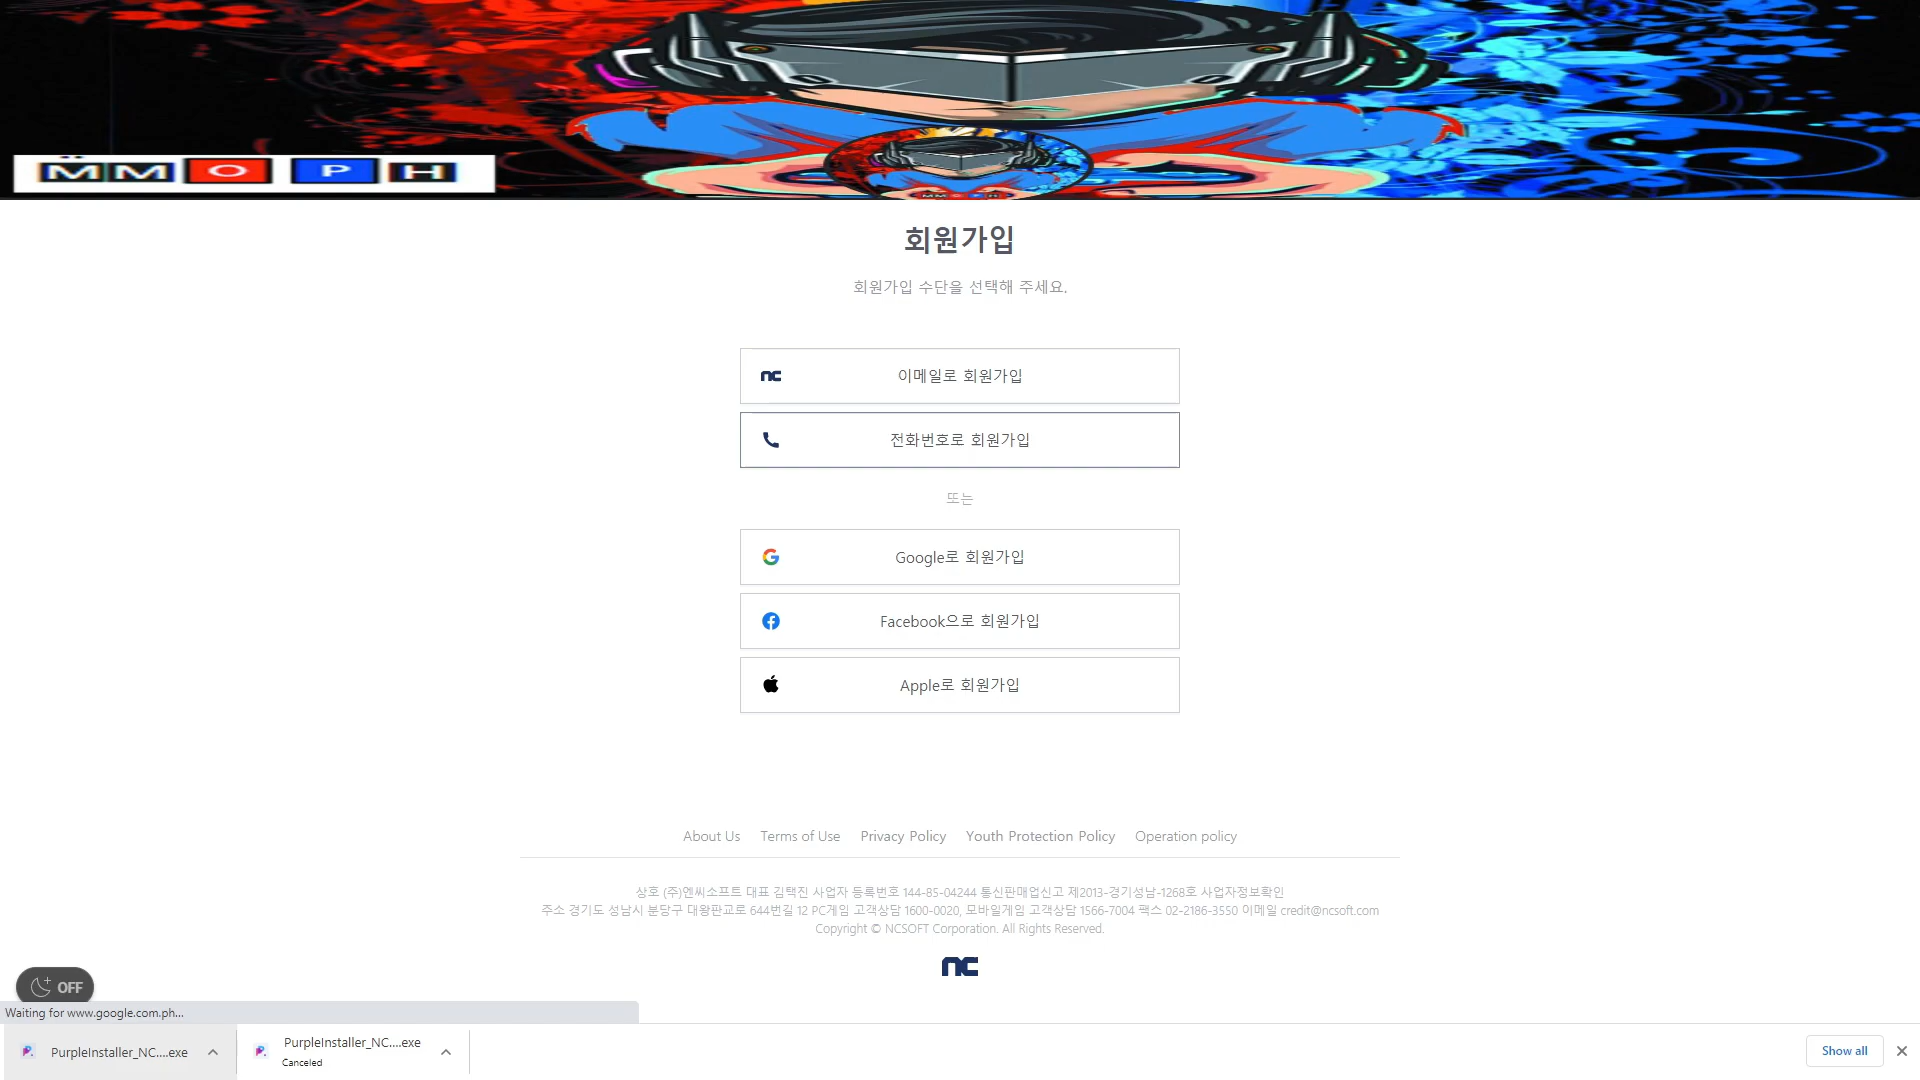 MMOPH
회원가입
회원가입 수단을 선택해 주세요.
nc
이메일로 회원가입
전화번호로 회원가입
또는
Google로 회원가입
Facebook으로 회원가입
Apple로 회원가입
About Us Terms of Use Privacy Policy Youth Protection Policy Operation policy
상호 (주)엔씨소프트 대표 김택진 사업자 등록번호 144-85-04244 통신판매업신고 제2013-경기성남-1268호 사업자정보확인
주소 경기도 성남시 분당구 대왕판교로 644번길 12 PC게임 고객상담 1600-0020, 모바일게임 고객상담 1566-7004 팩스 02-2186-3550 이메일 credit@ncsoft.com
Copyright © NCSOFT Corporation. All Rights Reserved.
nc
OFF
Waiting for www.google.com.ph...
PurpleInstaller_NC....exe
PurpleInstaller_NC....exe
Canceled
Show all